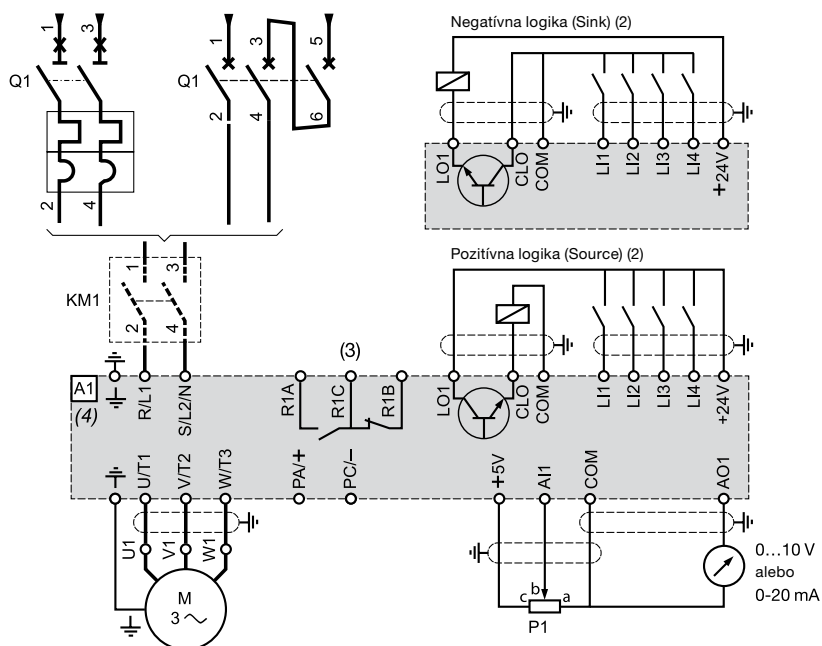 1 3
Q1
2 4
1 3 5
2 4 6
Negatívna logika (Sink) (2)
LO1 CLO COM LI1 LI2 LI3 LI4 +24V
KM1
1 3
2 4
Pozitívna logika (Source) (2)
A1
(4)
R/L1 S/L2/N
(3)
R1A R1C R1B
LO1 CLO COM LI1 LI2 LI3 LI4 +24V
U/T1 V/T2 W/T3 PA/+ PC/–
+5V AI1 COM AO1
U1 V1 W1
M
3
c b a
P1
0...10 V
alebo
0-20 mA